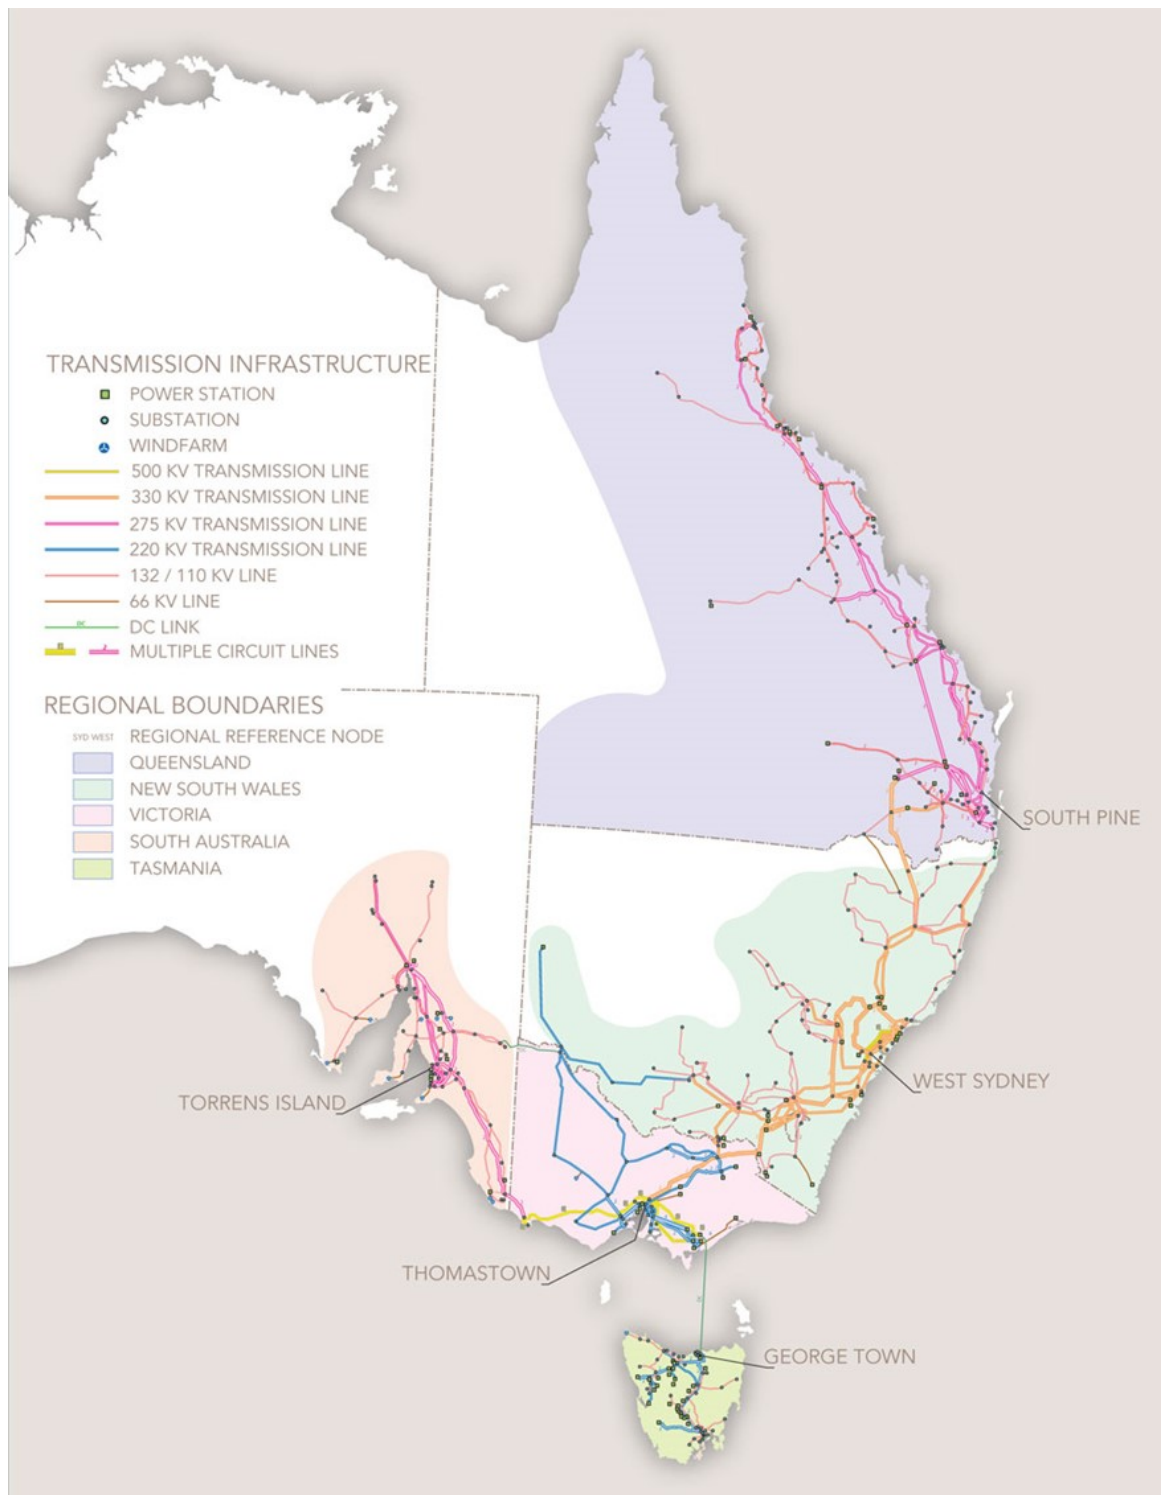 TRANSMISSION INFRASTRUCTURE
POWER STATION
SUBSTATION
WINDFARM
500 KV TRANSMISSION LINE
330 KV TRANSMISSION LINE
275 KV TRANSMISSION LINE
220 KV TRANSMISSION LINE
132 / 110 KV LINE
66 KV LINE
DC LINK
MULTIPLE CIRCUIT LINES
REGIONAL BOUNDARIES
SYD WEST REGIONAL REFERENCE NODE
QUEENSLAND
NEW SOUTH WALES
VICTORIA
SOUTH AUSTRALIA
TASMANIA
SOUTH PINE
WEST SYDNEY
TORRENS ISLAND
THOMASTOWN
GEORGE TOWN